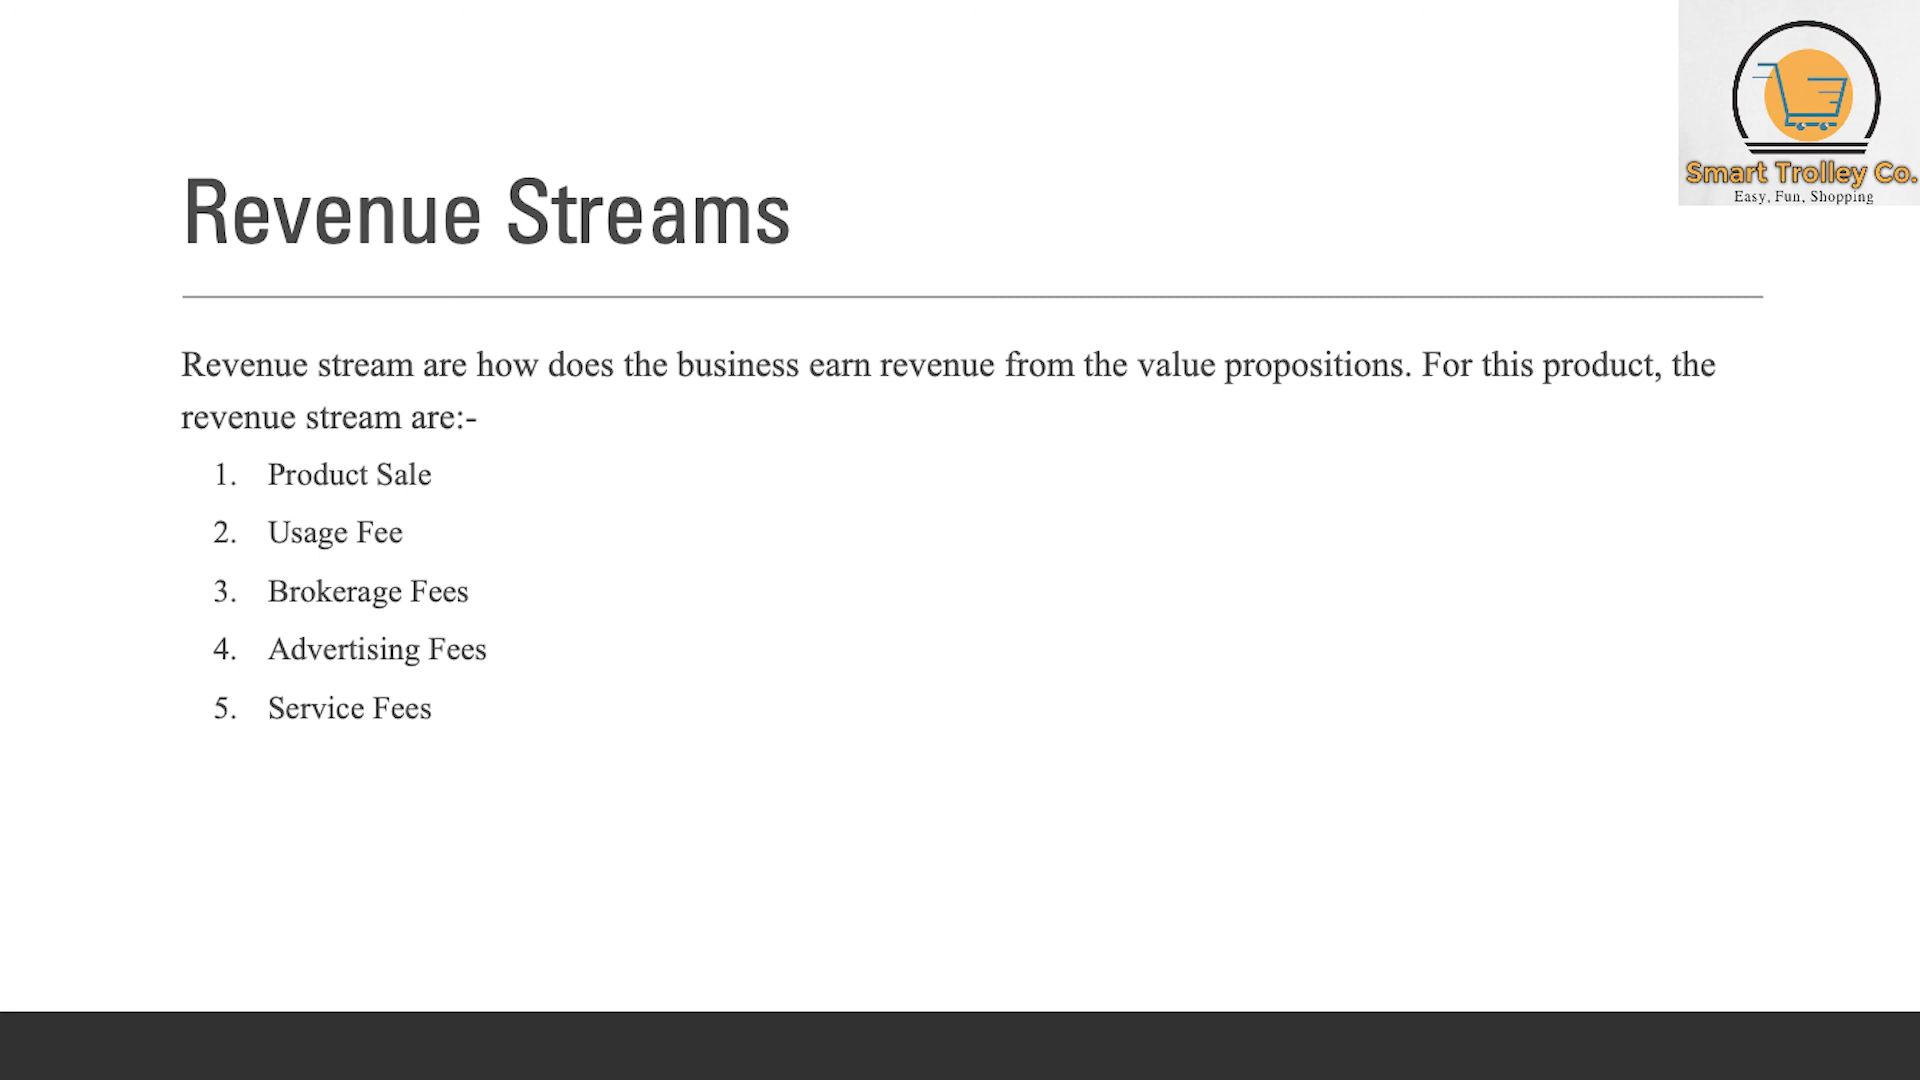 Smart Trolley Co.
Easy, Fun, Shopping
Revenue Streams
Revenue stream are how does the business earn revenue from the value propositions. For this product, the
revenue stream are:-
1. Product Sale
2. Usage Fee
3. Brokerage Fees
4. Advertising Fees
5. Service Fees